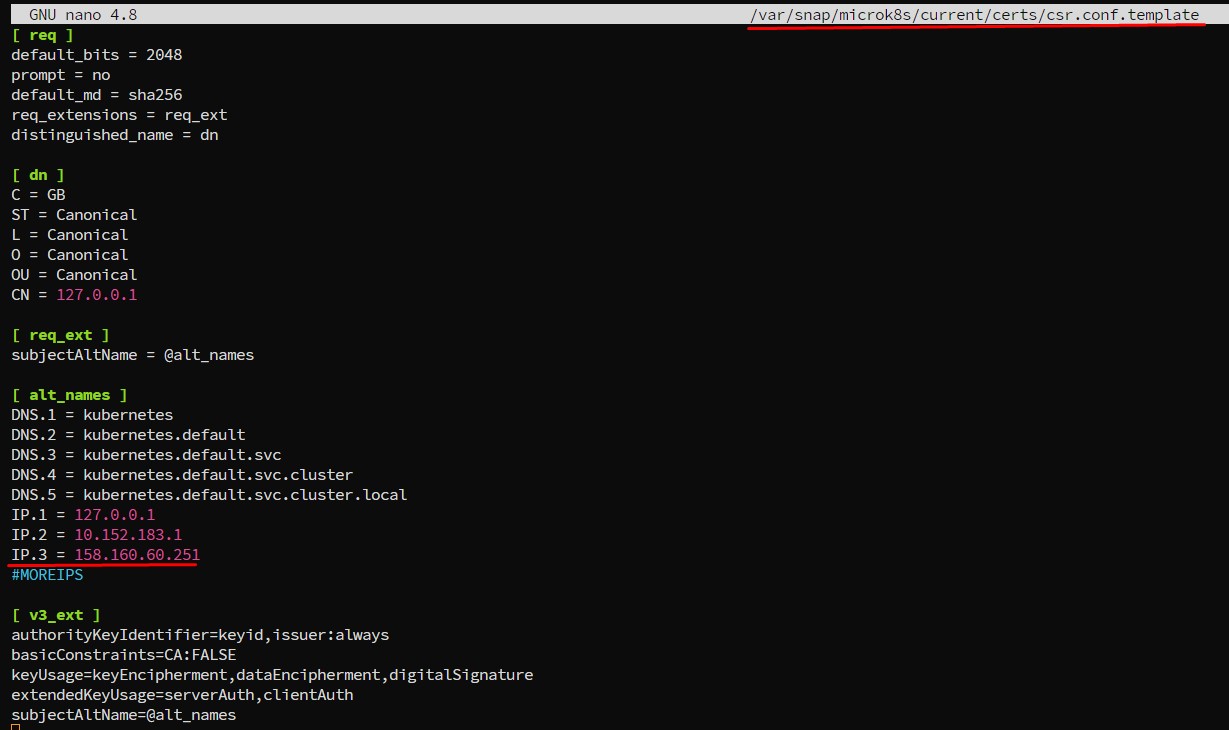 GNU nano 4.8 /var/snap/microk8s/current/certs/csr.conf.template
[ req ]
default_bits = 2048
prompt = no
default_md = sha256
req_extensions = req_ext
distinguished_name = dn
[ dn ]
C = GB
ST = Canonical
L = Canonical
O = Canonical
OU = Canonical
CN = 127.0.0.1
[ req_ext ]
subjectAltName = @alt_names
[ alt_names ]
DNS.1 = kubernetes
DNS.2 = kubernetes.default
DNS.3 = kubernetes.default.svc
DNS.4 = kubernetes.default.svc.cluster
DNS.5 = kubernetes.default.svc.cluster.local
IP.1 = 127.0.0.1
IP.2 = 10.152.183.1
IP.3 = 158.160.60.251
#MOREIPS
[ v3_ext ]
authorityKeyIdentifier=keyid,issuer:always
basicConstraints=CA:FALSE
keyUsage=keyEncipherment,dataEncipherment,digitalSignature
extendedKeyUsage=serverAuth,clientAuth
subjectAltName=@alt_names